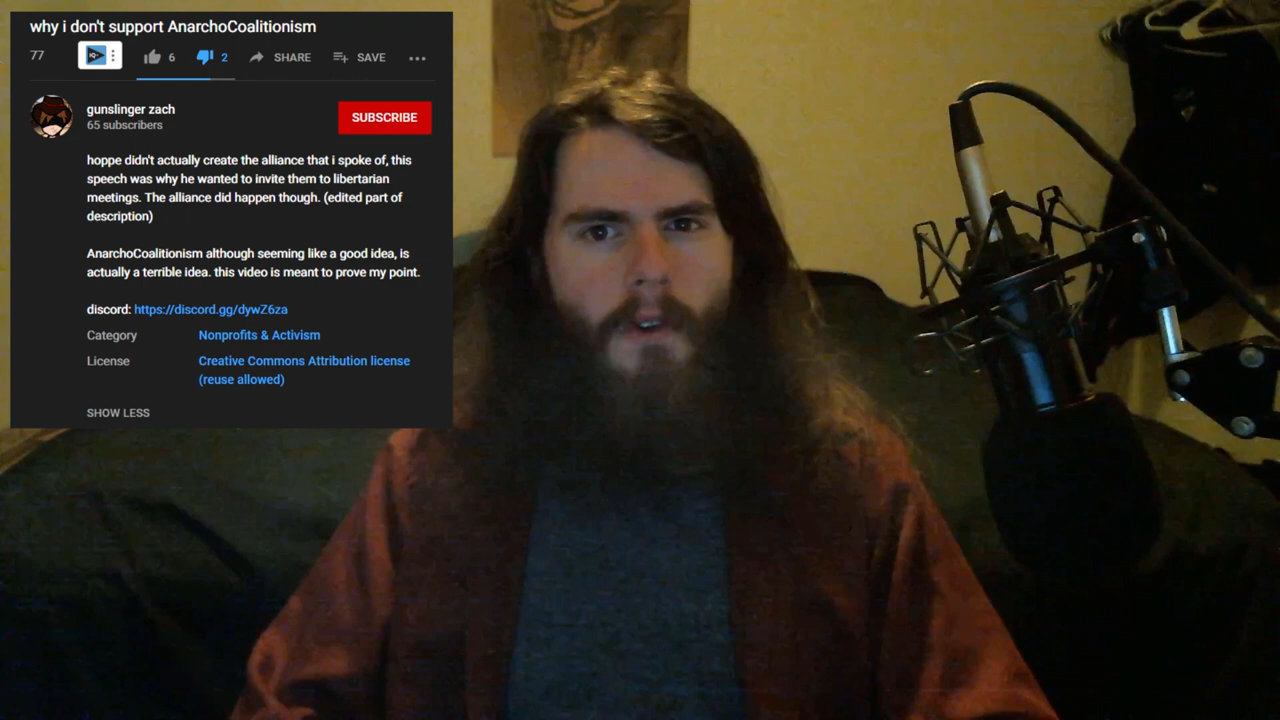 why i don't support AnarchoCoalitionism
77 6 2 SHARE SAVE
gunslinger zach
65 subscribers
SUBSCRIBE
hoppe didn't actually create the alliance that i spoke of, this
speech was why he wanted to invite them to libertarian
meetings. The alliance did happen though. (edited part of
description)
AnarchoCoalitionism although seeming like a good idea, is
actually a terrible idea. this video is meant to prove my point.
discord: https://discord.gg/dywZ6za
Category Nonprofits & Activism
License Creative Commons Attribution license
(reuse allowed)
SHOW LESS